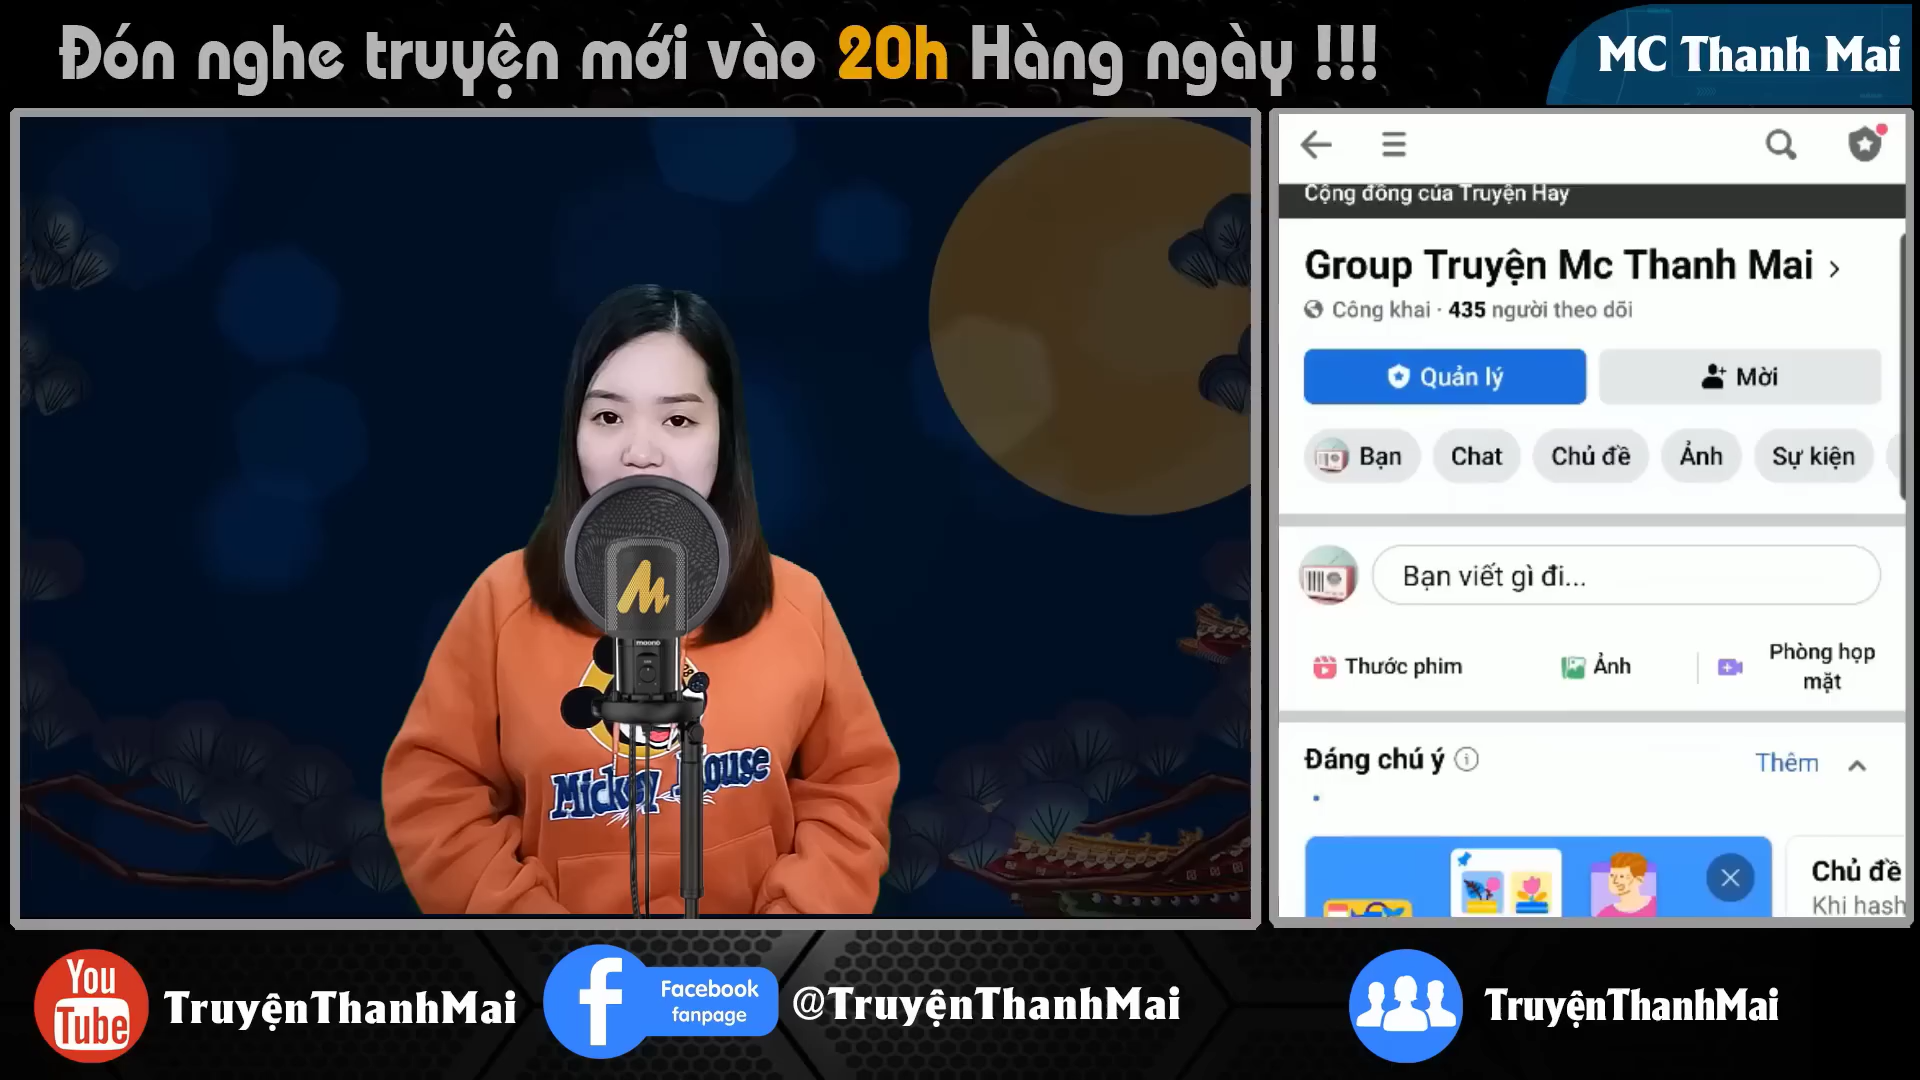 Đón nghe truyện mới vào 20h Hàng ngày !!!
MC Thanh Mai
Cộng đồng của Truyện Hay
Group Truyện Mc Thanh Mai
Công khai · 435 người theo dõi
Quản lý
Mời
Bạn
Chat
Chủ đề
Ảnh
Sự kiện
Bạn viết gì đi...
Thước phim
Ảnh
Phòng họp
mặt
Đáng chú ý
Thêm
Chủ đề
Khi hash
maono
Mickey Mouse
You
Tube
TruyệnThanhMai
Facebook
fanpage
@TruyệnThanhMai
TruyệnThanhMai